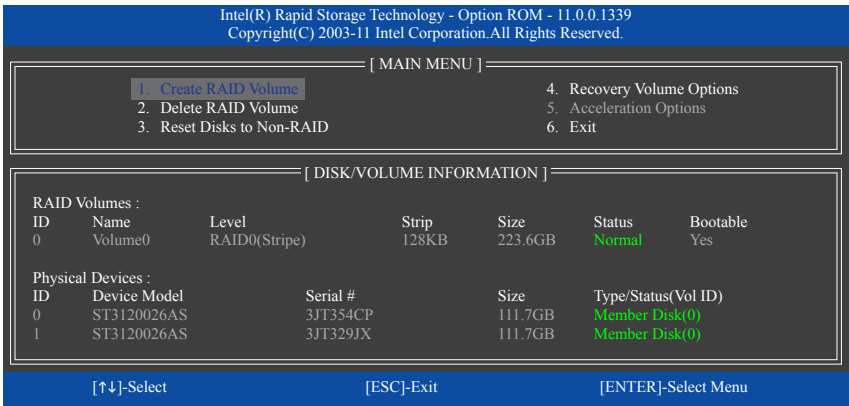 Intel(R) Rapid Storage Technology - Option ROM - 11.0.0.1339
Copyright(C) 2003-11 Intel Corporation.All Rights Reserved.
[ MAIN MENU ]
1. Create RAID Volume 4. Recovery Volume Options
2. Delete RAID Volume 5. Acceleration Options
3. Reset Disks to Non-RAID 6. Exit
[ DISK/VOLUME INFORMATION ]
RAID Volumes :
ID Name Level Strip Size Status Bootable
0 Volume0 RAID0(Stripe) 128KB 223.6GB Normal Yes
Physical Devices :
ID Device Model Serial # Size Type/Status(Vol ID)
0 ST3120026AS 3JT354CP 111.7GB Member Disk(0)
1 ST3120026AS 3JT329JX 111.7GB Member Disk(0)
[↑↓]-Select [ESC]-Exit [ENTER]-Select Menu